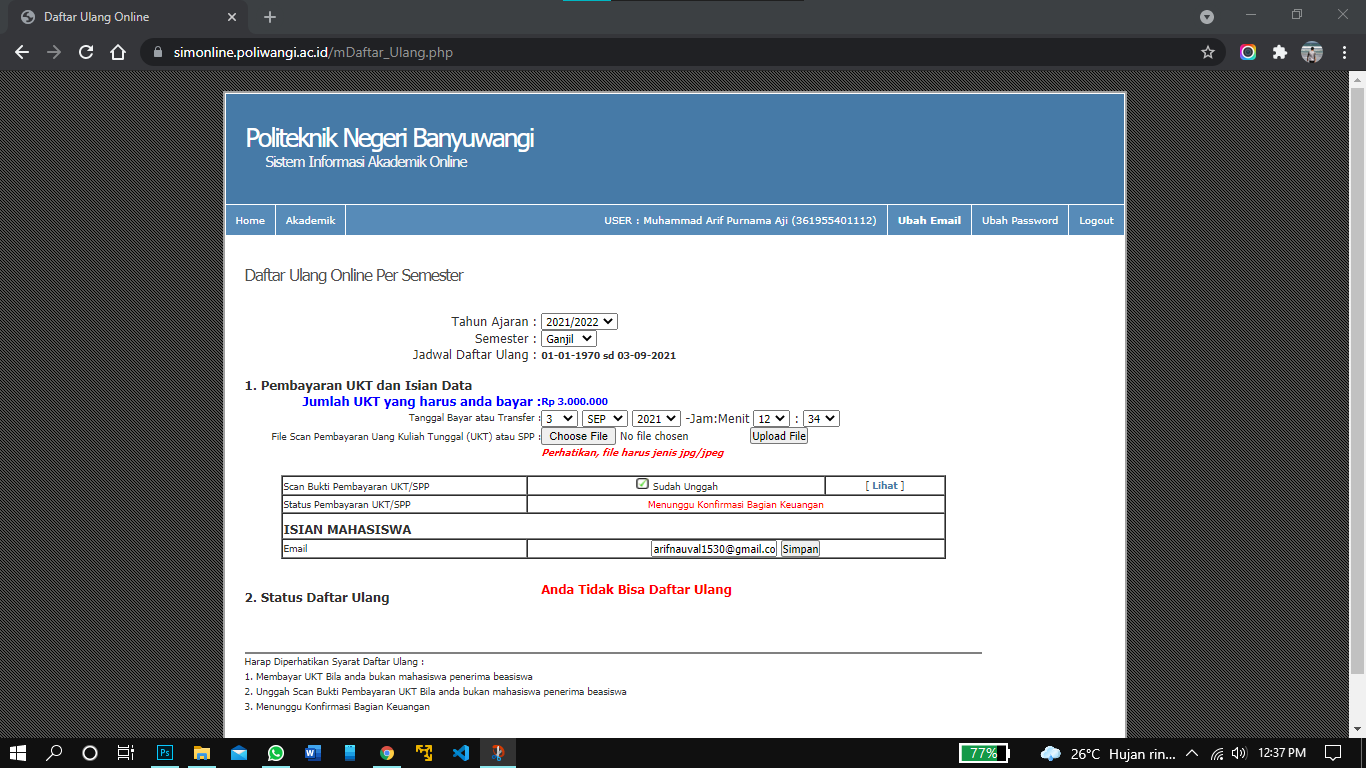 Daftar Ulang Online
simonline.poliwangi.ac.id/mDaftar_Ulang.php
Politeknik Negeri Banyuwangi
Sistem Informasi Akademik Online
Home Akademik USER : Muhammad Arif Purnama Aji (361955401112) Ubah Email Ubah Password Logout
Daftar Ulang Online Per Semester
Tahun Ajaran : 2021/2022
Semester : Ganjil
Jadwal Daftar Ulang : 01-01-1970 sd 03-09-2021
1. Pembayaran UKT dan Isian Data
Jumlah UKT yang harus anda bayar :Rp 3.000.000
Tanggal Bayar atau Transfer : 3 SEP 2021 -Jam:Menit 12 : 34
File Scan Pembayaran Uang Kuliah Tunggal (UKT) atau SPP : Choose File No file chosen Upload File
Perhatikan, file harus jenis jpg/jpeg
Scan Bukti Pembayaran UKT/SPP Sudah Unggah [ Lihat ]
Status Pembayaran UKT/SPP Menunggu Konfirmasi Bagian Keuangan
ISIAN MAHASISWA
Email arifnauval1530@gmail.co Simpan
Anda Tidak Bisa Daftar Ulang
2. Status Daftar Ulang
Harap Diperhatikan Syarat Daftar Ulang :
1. Membayar UKT Bila anda bukan mahasiswa penerima beasiswa
2. Unggah Scan Bukti Pembayaran UKT Bila anda bukan mahasiswa penerima beasiswa
3. Menunggu Konfirmasi Bagian Keuangan
Ps W 77% 26°C Hujan rin... 12:37 PM